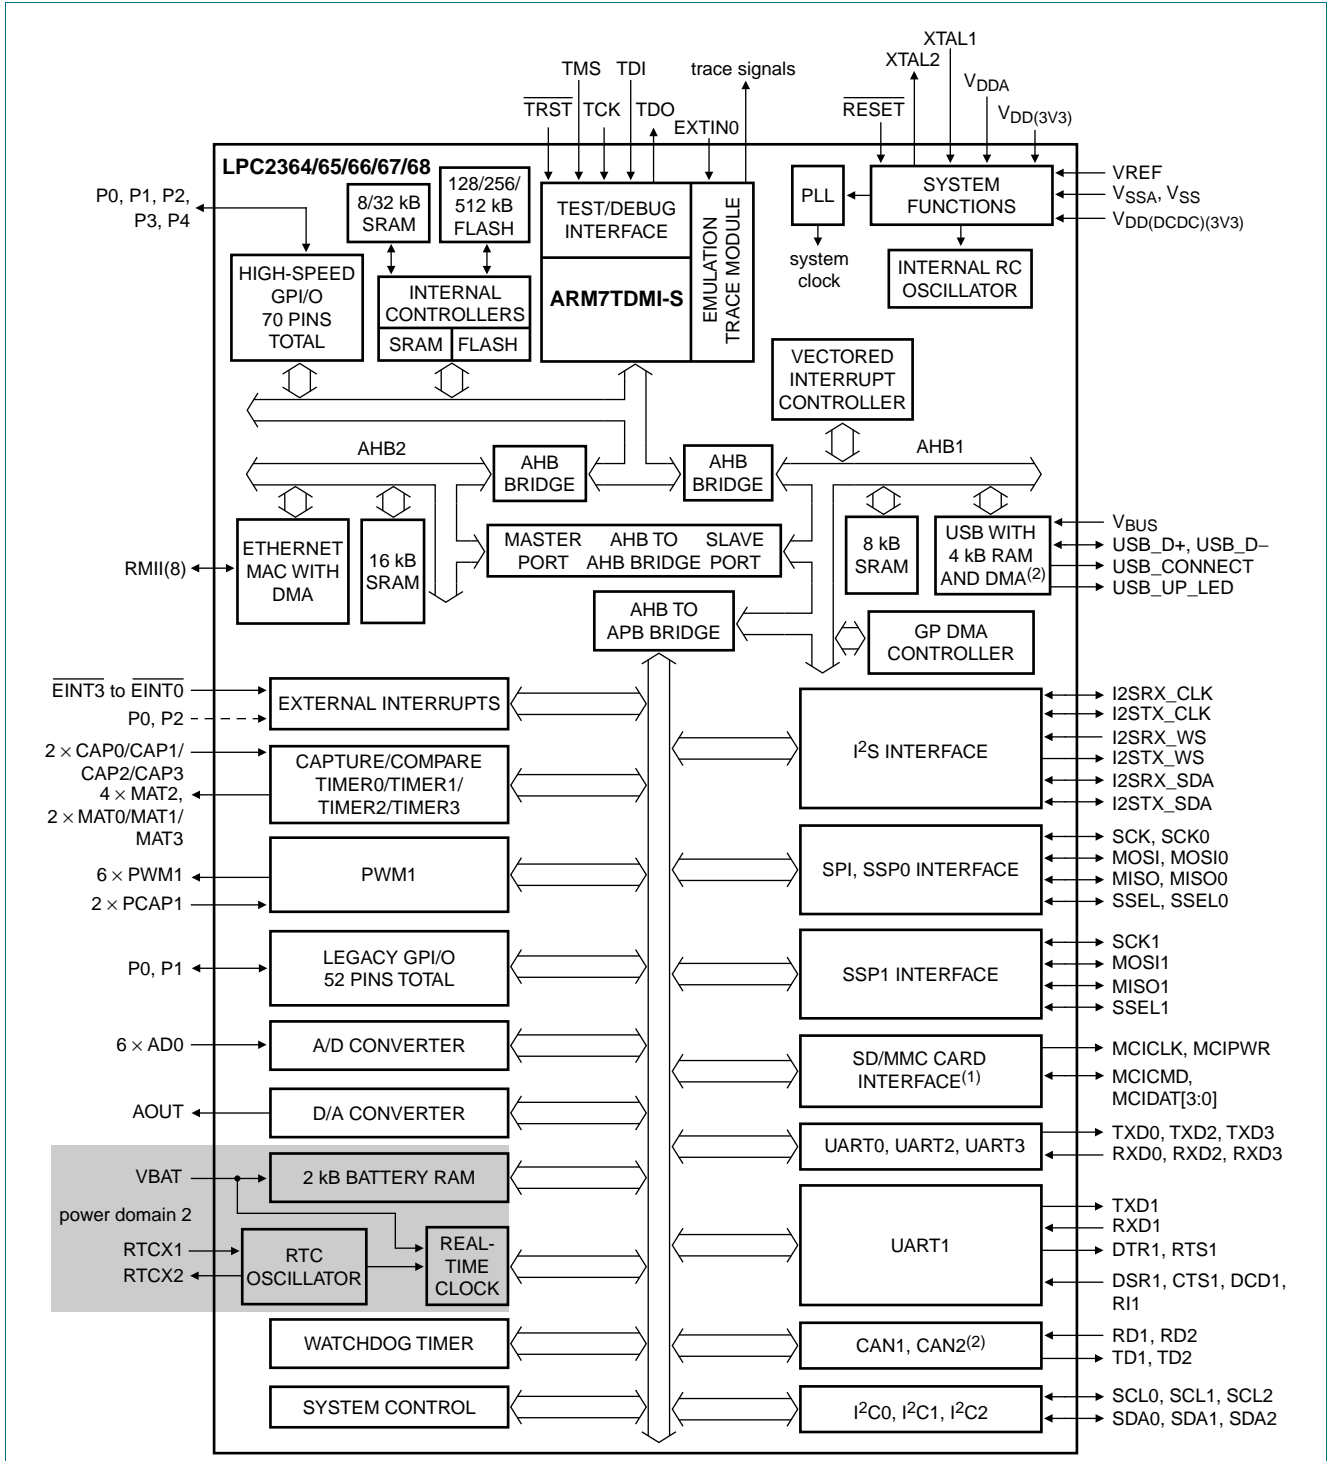 XTAL1
XTAL2
TMS TDI
trace signals
VDDA
TRST TCK TDO
RESET
VDD(3V3)
EXTIN0
LPC2364/65/66/67/68
P0, P1, P2,
P3, P4
8/32 kB
SRAM
128/256/
512 kB
FLASH
TEST/DEBUG
INTERFACE
EMULATION
TRACE MODULE
PLL
SYSTEM
FUNCTIONS
VREF
VSSA, VSS
VDD(DCDC)(3V3)
system
clock
HIGH-SPEED
GPI/O
70 PINS
TOTAL
INTERNAL
CONTROLLERS
SRAM FLASH
ARM7TDMI-S
INTERNAL RC
OSCILLATOR
VECTORED
INTERRUPT
CONTROLLER
AHB2
AHB
BRIDGE
AHB
BRIDGE
AHB1
ETHERNET
MAC WITH
DMA
16 kB
SRAM
MASTER
PORT
AHB TO
AHB BRIDGE
SLAVE
PORT
8 kB
SRAM
USB WITH
4 kB RAM
AND DMA(2)
VBUS
USB_D+, USB_D−
USB_CONNECT
USB_UP_LED
RMII(8)
AHB TO
APB BRIDGE
GP DMA
CONTROLLER
EINT3 to EINT0
P0, P2
EXTERNAL INTERRUPTS
I2S INTERFACE
I2SRX_CLK
I2STX_CLK
I2SRX_WS
I2STX_WS
I2SRX_SDA
I2STX_SDA
2 × CAP0/CAP1/
CAP2/CAP3
4 × MAT2,
2 × MAT0/MAT1/
MAT3
CAPTURE/COMPARE
TIMER0/TIMER1/
TIMER2/TIMER3
SPI, SSP0 INTERFACE
SCK, SCK0
MOSI, MOSI0
MISO, MISO0
SSEL, SSEL0
6 × PWM1
2 × PCAP1
PWM1
P0, P1
LEGACY GPI/O
52 PINS TOTAL
SSP1 INTERFACE
SCK1
MOSI1
MISO1
SSEL1
6 × AD0
A/D CONVERTER
SD/MMC CARD
INTERFACE(1)
MCICLK, MCIPWR
MCICMD,
MCIDAT[3:0]
AOUT
D/A CONVERTER
UART0, UART2, UART3
TXD0, TXD2, TXD3
RXD0, RXD2, RXD3
VBAT
2 kB BATTERY RAM
power domain 2
RTCX1
RTCX2
RTC
OSCILLATOR
REAL-
TIME
CLOCK
UART1
TXD1
RXD1
DTR1, RTS1
DSR1, CTS1, DCD1,
RI1
WATCHDOG TIMER
CAN1, CAN2(2)
RD1, RD2
TD1, TD2
SYSTEM CONTROL
I2C0, I2C1, I2C2
SCL0, SCL1, SCL2
SDA0, SDA1, SDA2